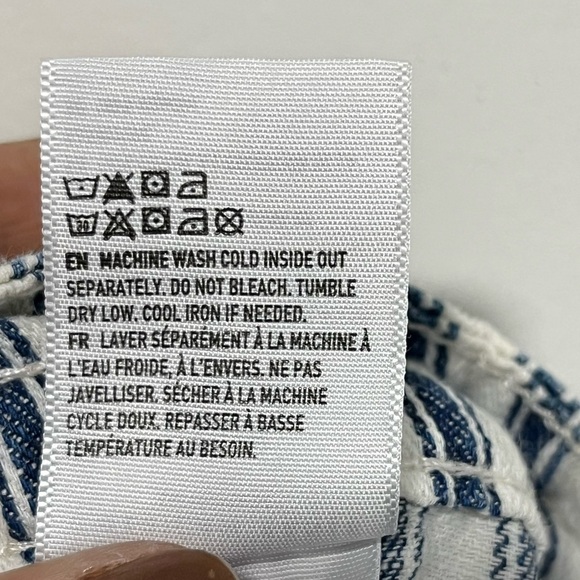 30
EN MACHINE WASH COLD INSIDE OUT
SEPARATELY. DO NOT BLEACH. TUMBLE
DRY LOW. COOL IRON IF NEEDED.
FR LAVER SÉPARÉMENT À LA MACHINE À
L'EAU FROIDE, À L'ENVERS. NE PAS
JAVELLISER. SÉCHER À LA MACHINE
CYCLE DOUX. REPASSER À BASSE
TEMPÉRATURE AU BESOIN.